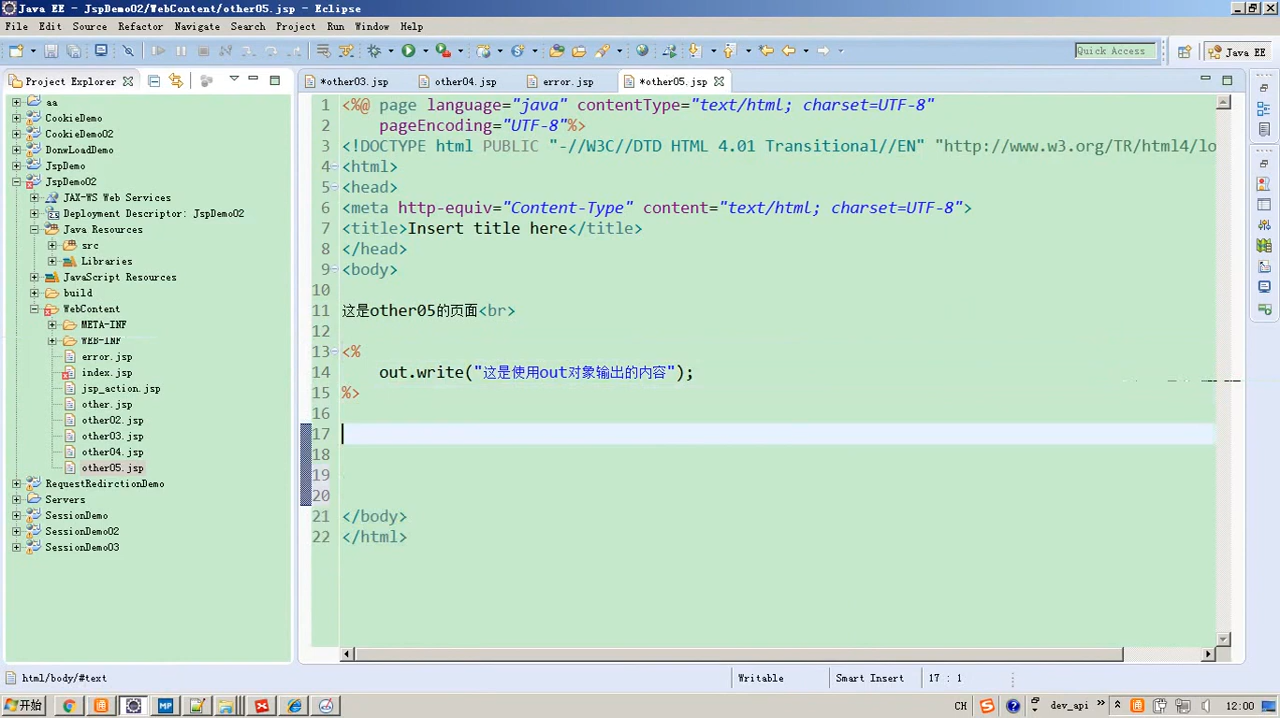 Java EE - JspDemo02/WebContent/other05.jsp - Eclipse
File Edit Source Refactor Navigate Search Project Run Window Help
Quick Access
Java EE
Project Explorer
*other03.jsp
other04.jsp
error.jsp
*other05.jsp
aa
CookieDemo
CookieDemo02
DonwLoadDemo
JspDemo
JspDemo02
JAX-WS Web Services
Deployment Descriptor: JspDemo02
Java Resources
src
Libraries
JavaScript Resources
build
WebContent
META-INF
WEB-INF
error.jsp
index.jsp
jsp_action.jsp
other.jsp
other02.jsp
other03.jsp
other04.jsp
other05.jsp
RequestRedirctionDemo
Servers
SessionDemo
SessionDemo02
SessionDemo03
1 <%@ page language="java" contentType="text/html; charset=UTF-8"
2 pageEncoding="UTF-8"%>
3 <!DOCTYPE html PUBLIC "-//W3C//DTD HTML 4.01 Transitional//EN" "http://www.w3.org/TR/html4/lo
4 <html>
5 <head>
6 <meta http-equiv="Content-Type" content="text/html; charset=UTF-8">
7 <title>Insert title here</title>
8 </head>
9 <body>
10
11 这是other05的页面<br>
12
13 <%
14 out.write("这是使用out对象输出的内容");
15 %>
16
17
18
19
20
21 </body>
22 </html>
html/body/#text
Writable
Smart Insert
17 : 1
开始
CH
dev_api
12:00